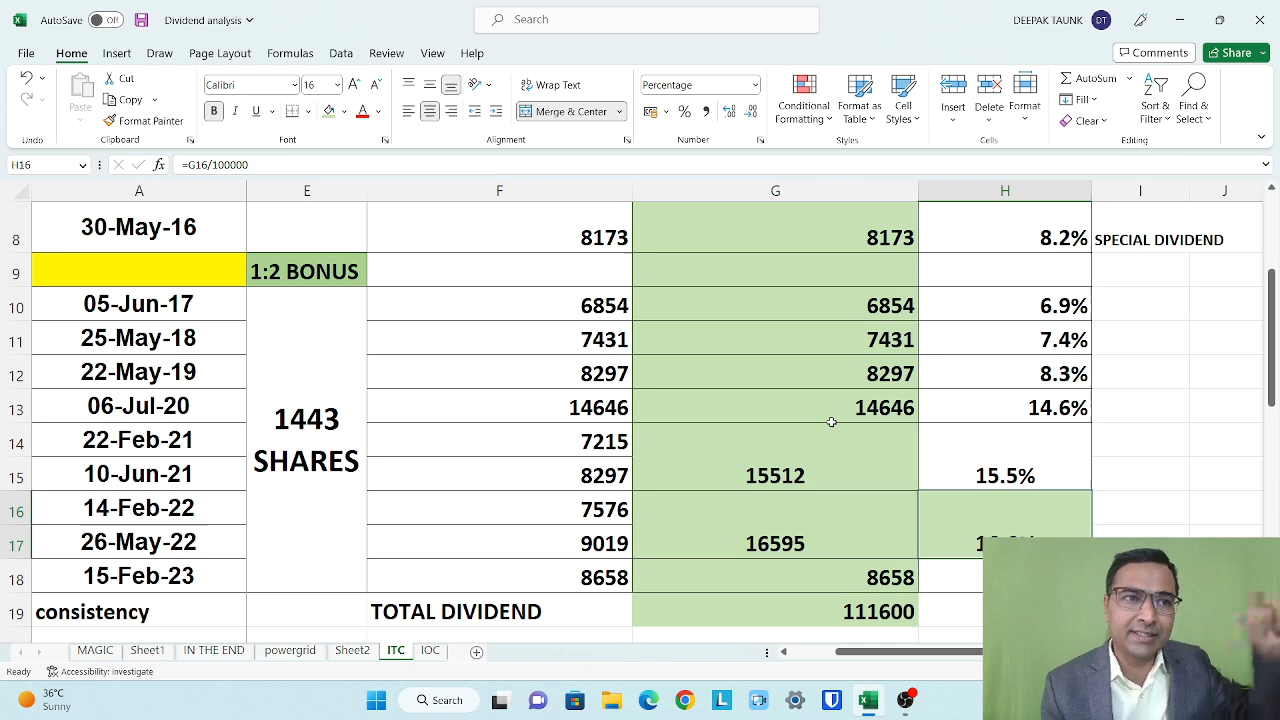 AutoSave Off Dividend analysis Search DEEPAK TAUNK DT
File Home Insert Draw Page Layout Formulas Data Review View Help Comments Share
Paste Cut Copy Format Painter Calibri 16 Wrap Text Merge & Center Percentage Conditional Formatting Format as Table Cell Styles Insert Delete Format AutoSum Fill Clear Sort & Filter Find & Select
Undo Clipboard Font Alignment Number Styles Cells Editing
H16 fx =G16/100000
A E F G H I J
8 30-May-16 8173 8173 8.2% SPECIAL DIVIDEND
9 1:2 BONUS
10 05-Jun-17 6854 6854 6.9%
11 25-May-18 7431 7431 7.4%
12 22-May-19 8297 8297 8.3%
13 06-Jul-20 1443 14646 14646 14.6%
14 22-Feb-21 7215
15 10-Jun-21 SHARES 8297 15512 15.5%
16 14-Feb-22 7576
17 26-May-22 9019 16595
18 15-Feb-23 8658 8658
19 consistency TOTAL DIVIDEND 111600
MAGIC Sheet1 IN THE END powergrid Sheet2 ITC IOC
Ready Accessibility: Investigate
36°C Sunny Search